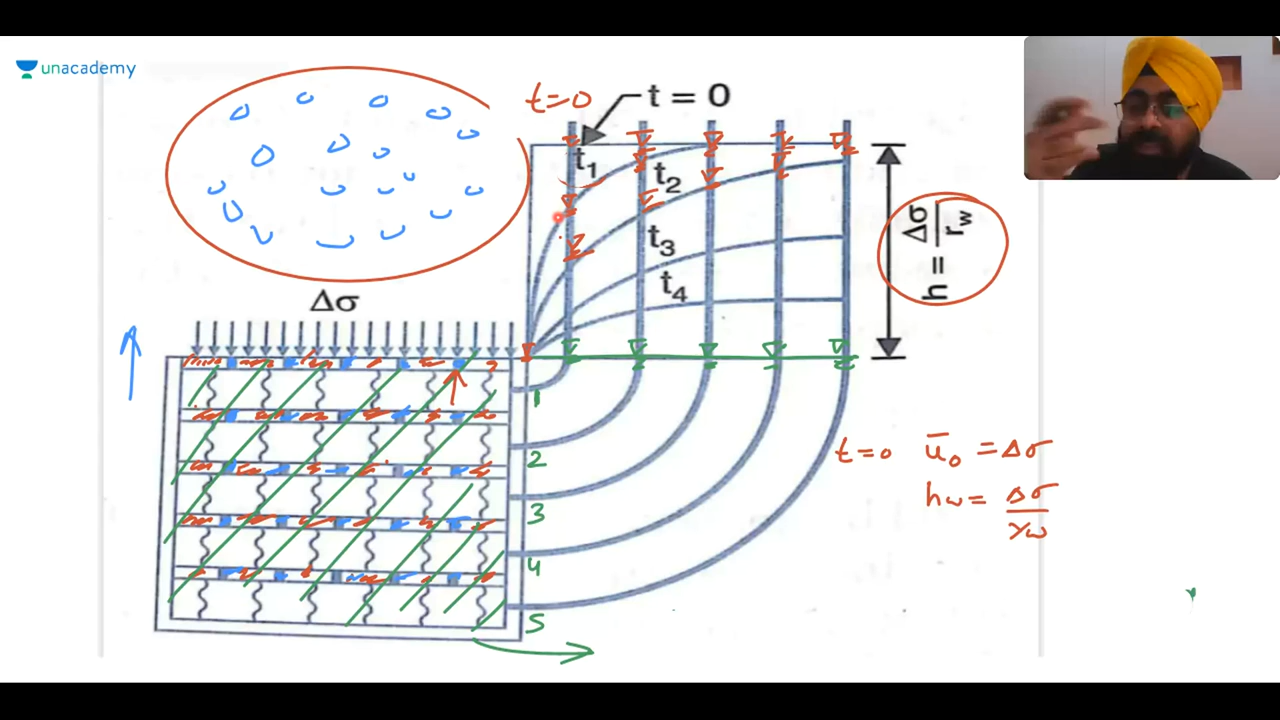 unacademy
t=0
t = 0
t₁
t₂
t₃
t₄
h = Δσ/rw
Δσ
1
2
3
4
5
t=0 ū₀ = Δσ
hw = Δσ/γw